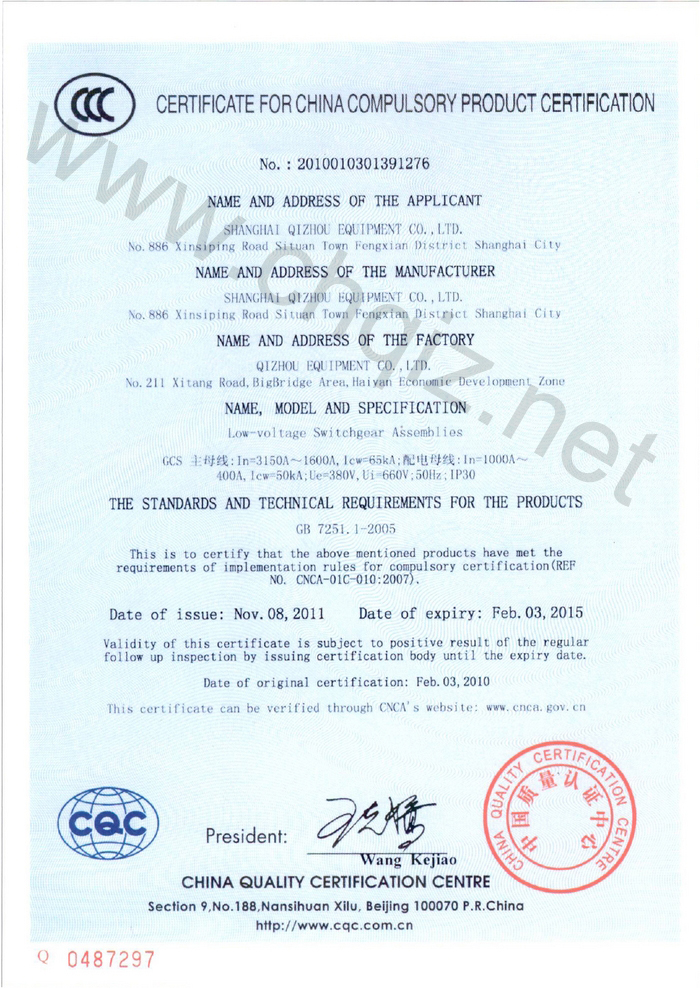 CCC
CERTIFICATE FOR CHINA COMPULSORY PRODUCT CERTIFICATION
No. : 2010010301391276
NAME AND ADDRESS OF THE APPLICANT
SHANGHAI QIZHOU EQUIPMENT CO., LTD.
No. 886 Xinsiping Road Situan Town Fengxian District Shanghai City
NAME AND ADDRESS OF THE MANUFACTURER
SHANGHAI QIZHOU EQUIPMENT CO., LTD.
No. 886 Xinsiping Road Situan Town Fengxian District Shanghai City
NAME AND ADDRESS OF THE FACTORY
QIZHOU EQUIPMENT CO., LTD.
No. 211 Xitang Road, BigBridge Area, Haiyan Economic Development Zone
NAME, MODEL AND SPECIFICATION
Low-voltage Switchgear Assemblies
GCS 主母线:In=3150A~1600A, Icw=65kA;配电母线:In=1000A~
400A, Icw=50kA;Ue=380V, Ui=660V;50Hz;IP30
THE STANDARDS AND TECHNICAL REQUIREMENTS FOR THE PRODUCTS
GB 7251.1-2005
This is to certify that the above mentioned products have met the
requirements of implementation rules for compulsory certification(REF
NO. CNCA-01C-010:2007).
Date of issue: Nov. 08, 2011 Date of expiry: Feb. 03, 2015
Validity of this certificate is subject to positive result of the regular
follow up inspection by issuing certification body until the expiry date.
Date of original certification: Feb. 03, 2010
This certificate can be verified through CNCA's website: www.cnca.gov.cn
www.chqiz.net
CQC
President:
Wang Kejiao
CHINA QUALITY CERTIFICATION CENTRE
中国质量认证中心
CHINA QUALITY CERTIFICATION CENTRE
Section 9, No.188, Nansihuan Xilu, Beijing 100070 P.R.China
http://www.cqc.com.cn
Q 0487297